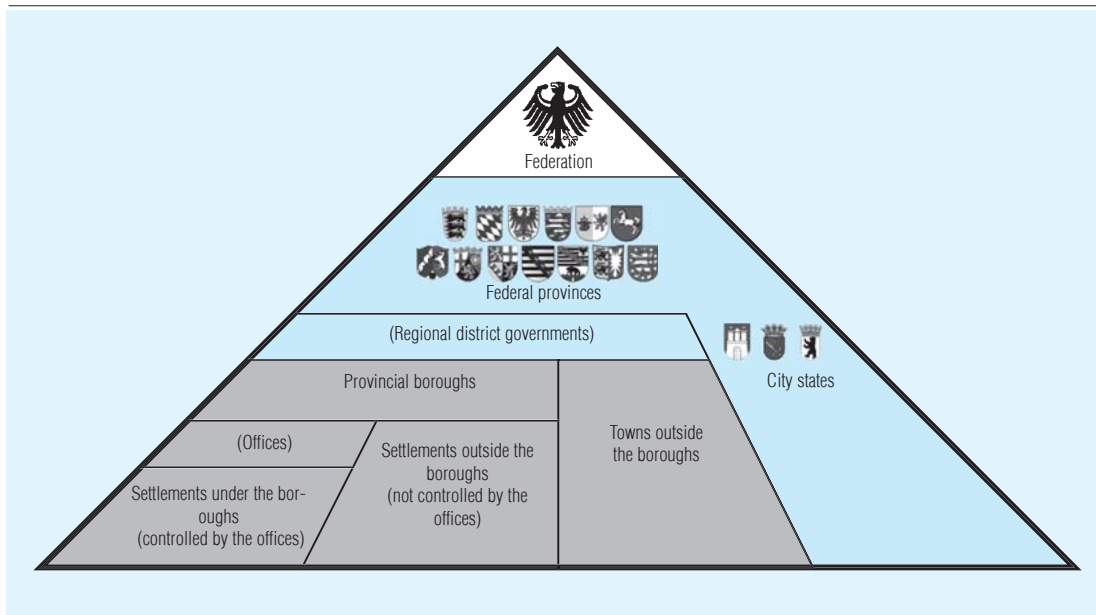 Federation
Federal provinces
(Regional district governments)
City states
Provincial boroughs
Towns outside
the boroughs
(Offices)
Settlements outside the
boroughs
(not controlled by the
offices)
Settlements under the bor-
oughs
(controlled by the offices)